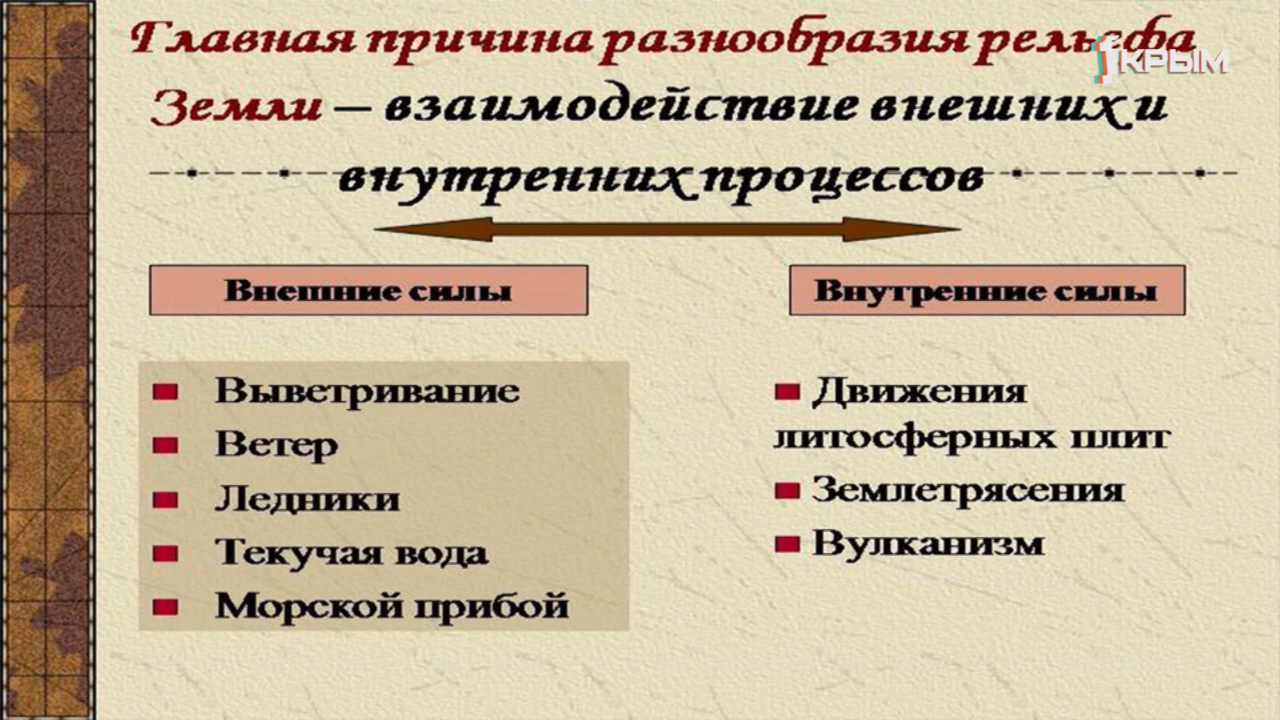 Главная причина разнообразия рельефа
1КРЫМ
Земли – взаимодействие внешних и
внутренних процессов
Внешние силы
Внутренние силы
Выветривание
Ветер
Ледники
Текучая вода
Морской прибой
Движения
литосферных плит
Землетрясения
Вулканизм